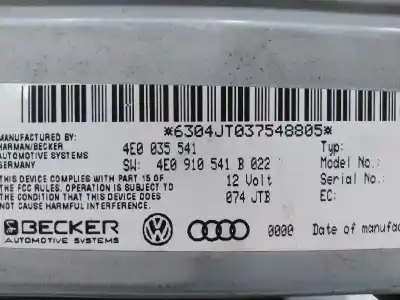 *6304JT037548805*
MANUFACTURED BY:
HARMAN/BECKER 4E0 035 541 Typ:
AUTOMOTIVE SYSTEMS
GERMANY SW: 4E0 910 541 B 022 Model No.:
THIS DEVICE COMPLIES WITH PART 15 OF
THE FCC RULES. OPERATION IS SUBJECT TO 12 Volt Serial No.:
THE CONDITION THAT THIS DEVICE DOES 074 JTB EC:
NOT CAUSE HARMFUL INTERFERENCE
BECKER 0000 Date of manufac
AUTOMOTIVE SYSTEMS